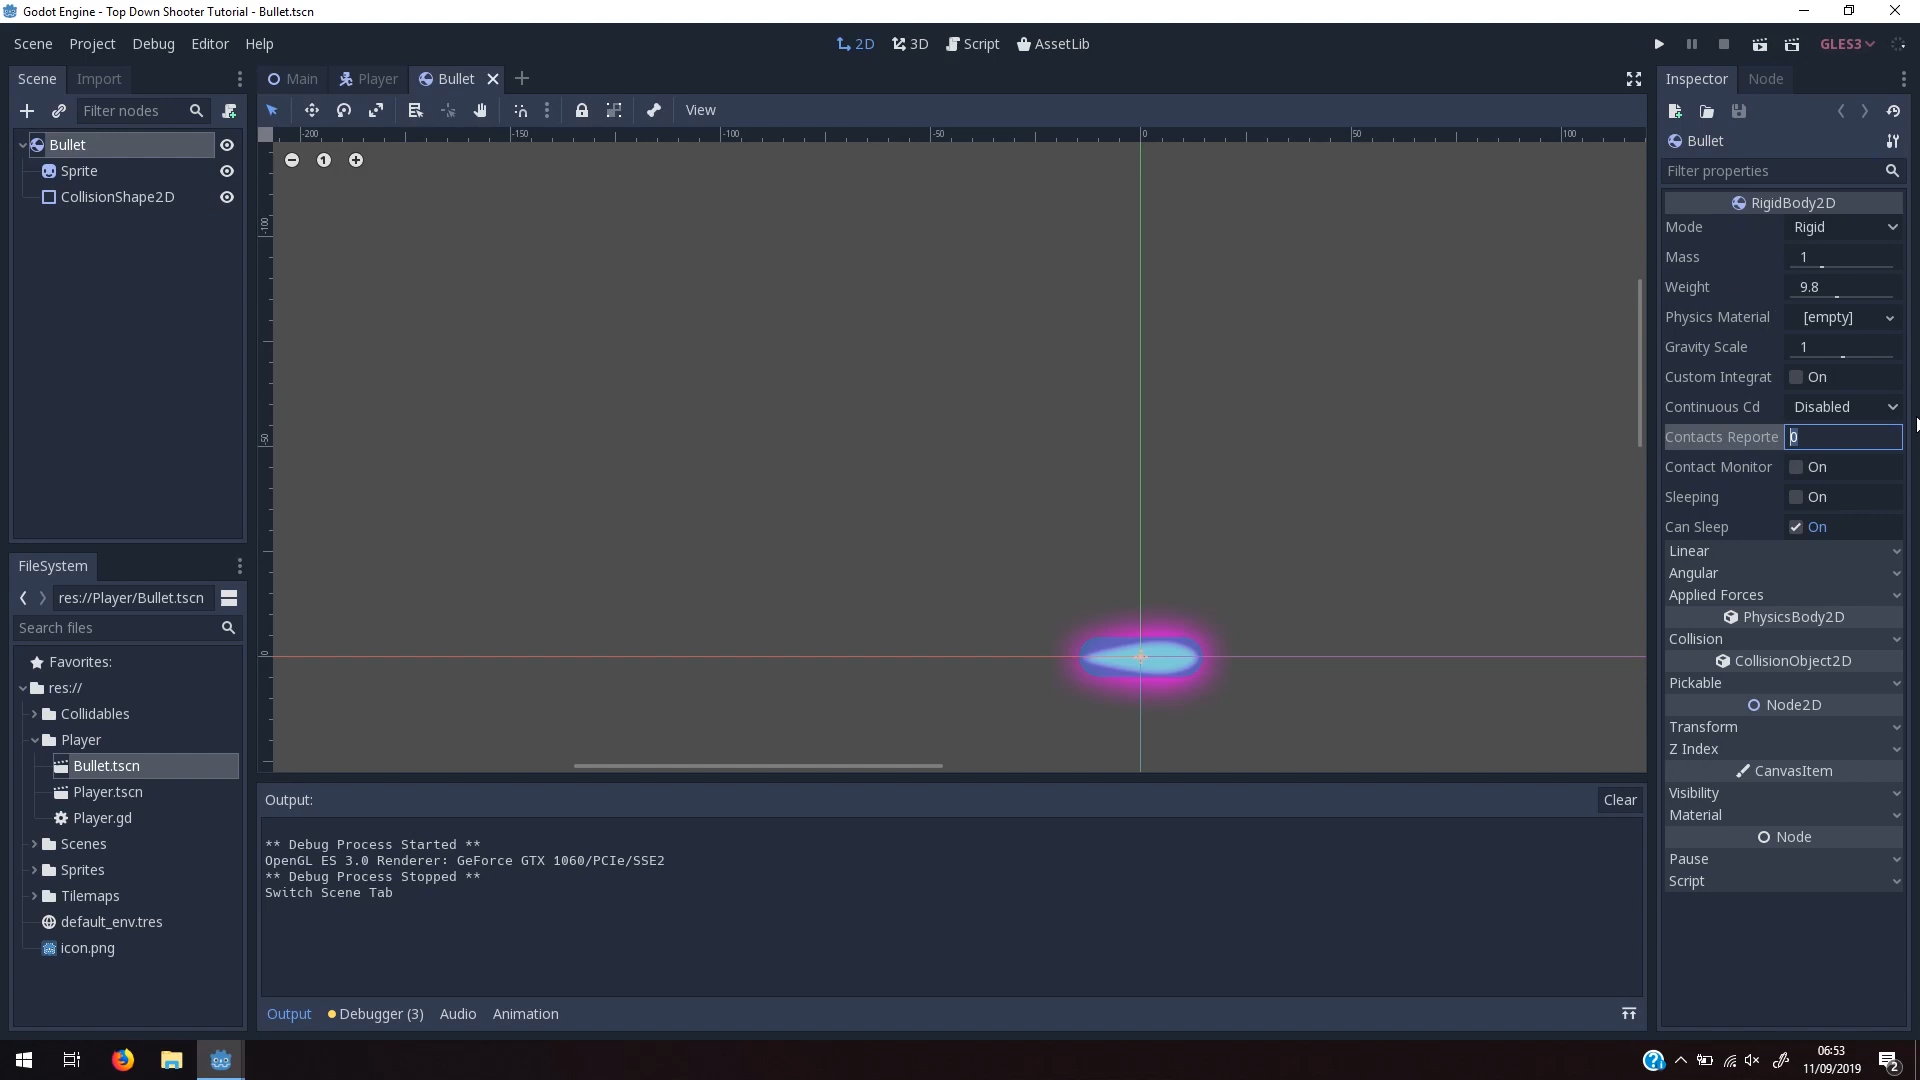 Godot Engine - Top Down Shooter Tutorial - Bullet.tscn
Scene Project Debug Editor Help
2D 3D Script AssetLib
GLES3
Scene Import
Main Player Bullet
Inspector Node
Filter nodes
View
Bullet
Sprite
CollisionShape2D
-200 -150 -100 -50 0 50 100
-100
-50
0
Bullet
Filter properties
RigidBody2D
Mode Rigid
Mass 1
Weight 9.8
Physics Material [empty]
Gravity Scale 1
Custom Integrat On
Continuous Cd Disabled
Contacts Reporte 0
Contact Monitor On
Sleeping On
Can Sleep On
Linear
Angular
Applied Forces
PhysicsBody2D
Collision
CollisionObject2D
Pickable
Node2D
Transform
Z Index
CanvasItem
Visibility
Material
Node
Pause
Script
FileSystem
res://Player/Bullet.tscn
Search files
Favorites:
res://
Collidables
Player
Bullet.tscn
Player.tscn
Player.gd
Scenes
Sprites
Tilemaps
default_env.tres
icon.png
Output: Clear
** Debug Process Started **
OpenGL ES 3.0 Renderer: GeForce GTX 1060/PCIe/SSE2
** Debug Process Stopped **
Switch Scene Tab
Output Debugger (3) Audio Animation
06:53
11/09/2019
2